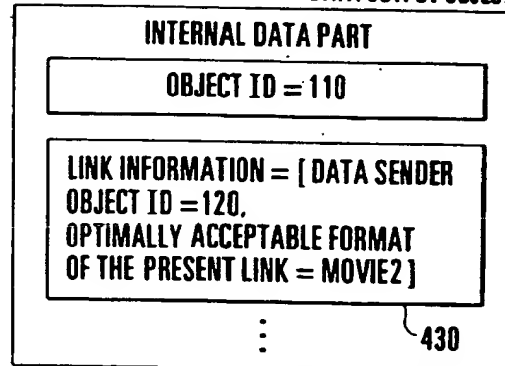 INTERNAL DATA PART
OBJECT ID = 110
LINK INFORMATION = [ DATA SENDER
OBJECT ID = 120,
OPTIMALLY ACCEPTABLE FORMAT
OF THE PRESENT LINK = MOVIE2 ]
430